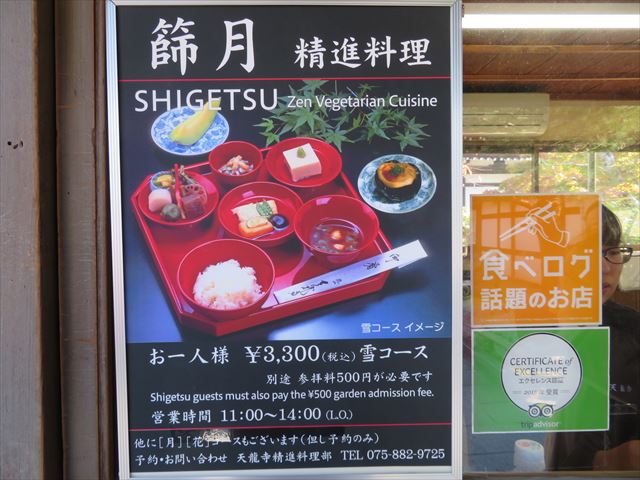 篩月 精進料理
SHIGETSU Zen Vegetarian Cuisine
雪コース イメージ
お一人様 ¥3,300(税込) 雪コース
別途 参拝料500円が必要です
Shigetsu guests must also pay the ¥500 garden admission fee.
営業時間 11:00〜14:00(L.O.)
他に[月][花]コースもございます(但し予約のみ)
予約・お問い合わせ 天龍寺精進料理部 TEL 075-882-9725
食べログ
話題のお店
CERTIFICATE of
EXCELLENCE
エクセレンス認証
受賞
tripadvisor